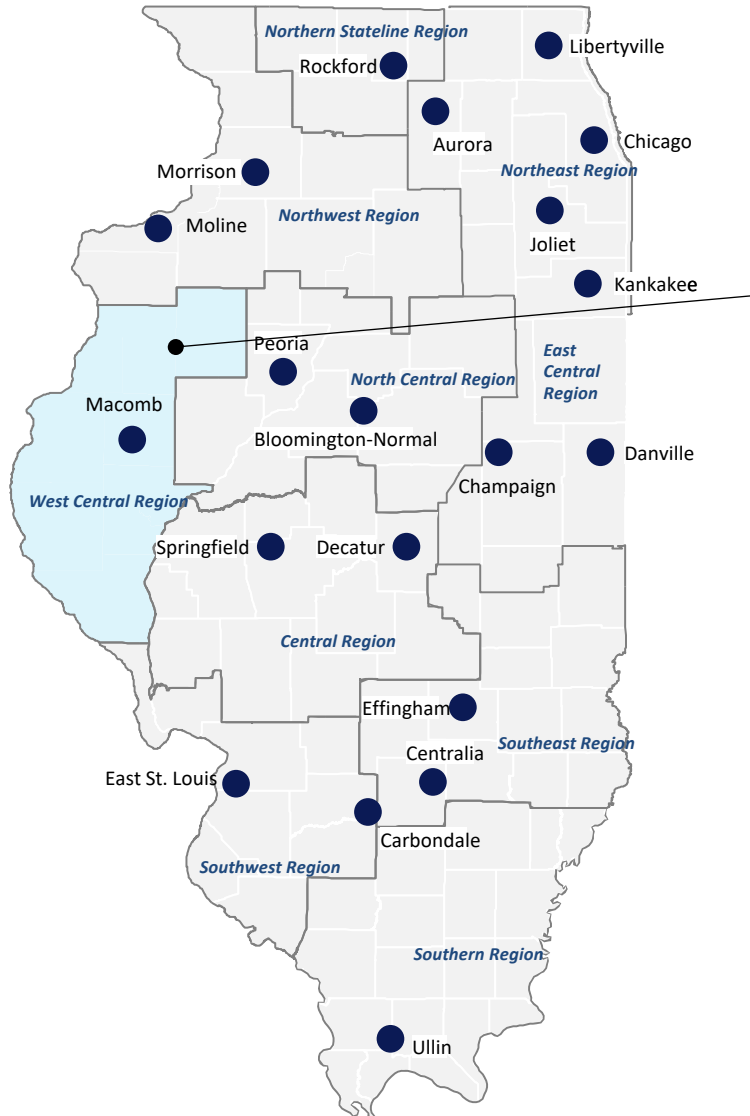 Northern Stateline Region
Libertyville
Rockford
Aurora
Chicago
Morrison
Northeast Region
Northwest Region
Moline
Joliet
Kankakee
Peoria
East
Central
Region
North Central Region
Macomb
Bloomington-Normal
Danville
Champaign
West Central Region
Springfield
Decatur
Central Region
Effingham
Southeast Region
Centralia
East St. Louis
Carbondale
Southwest Region
Southern Region
Ullin